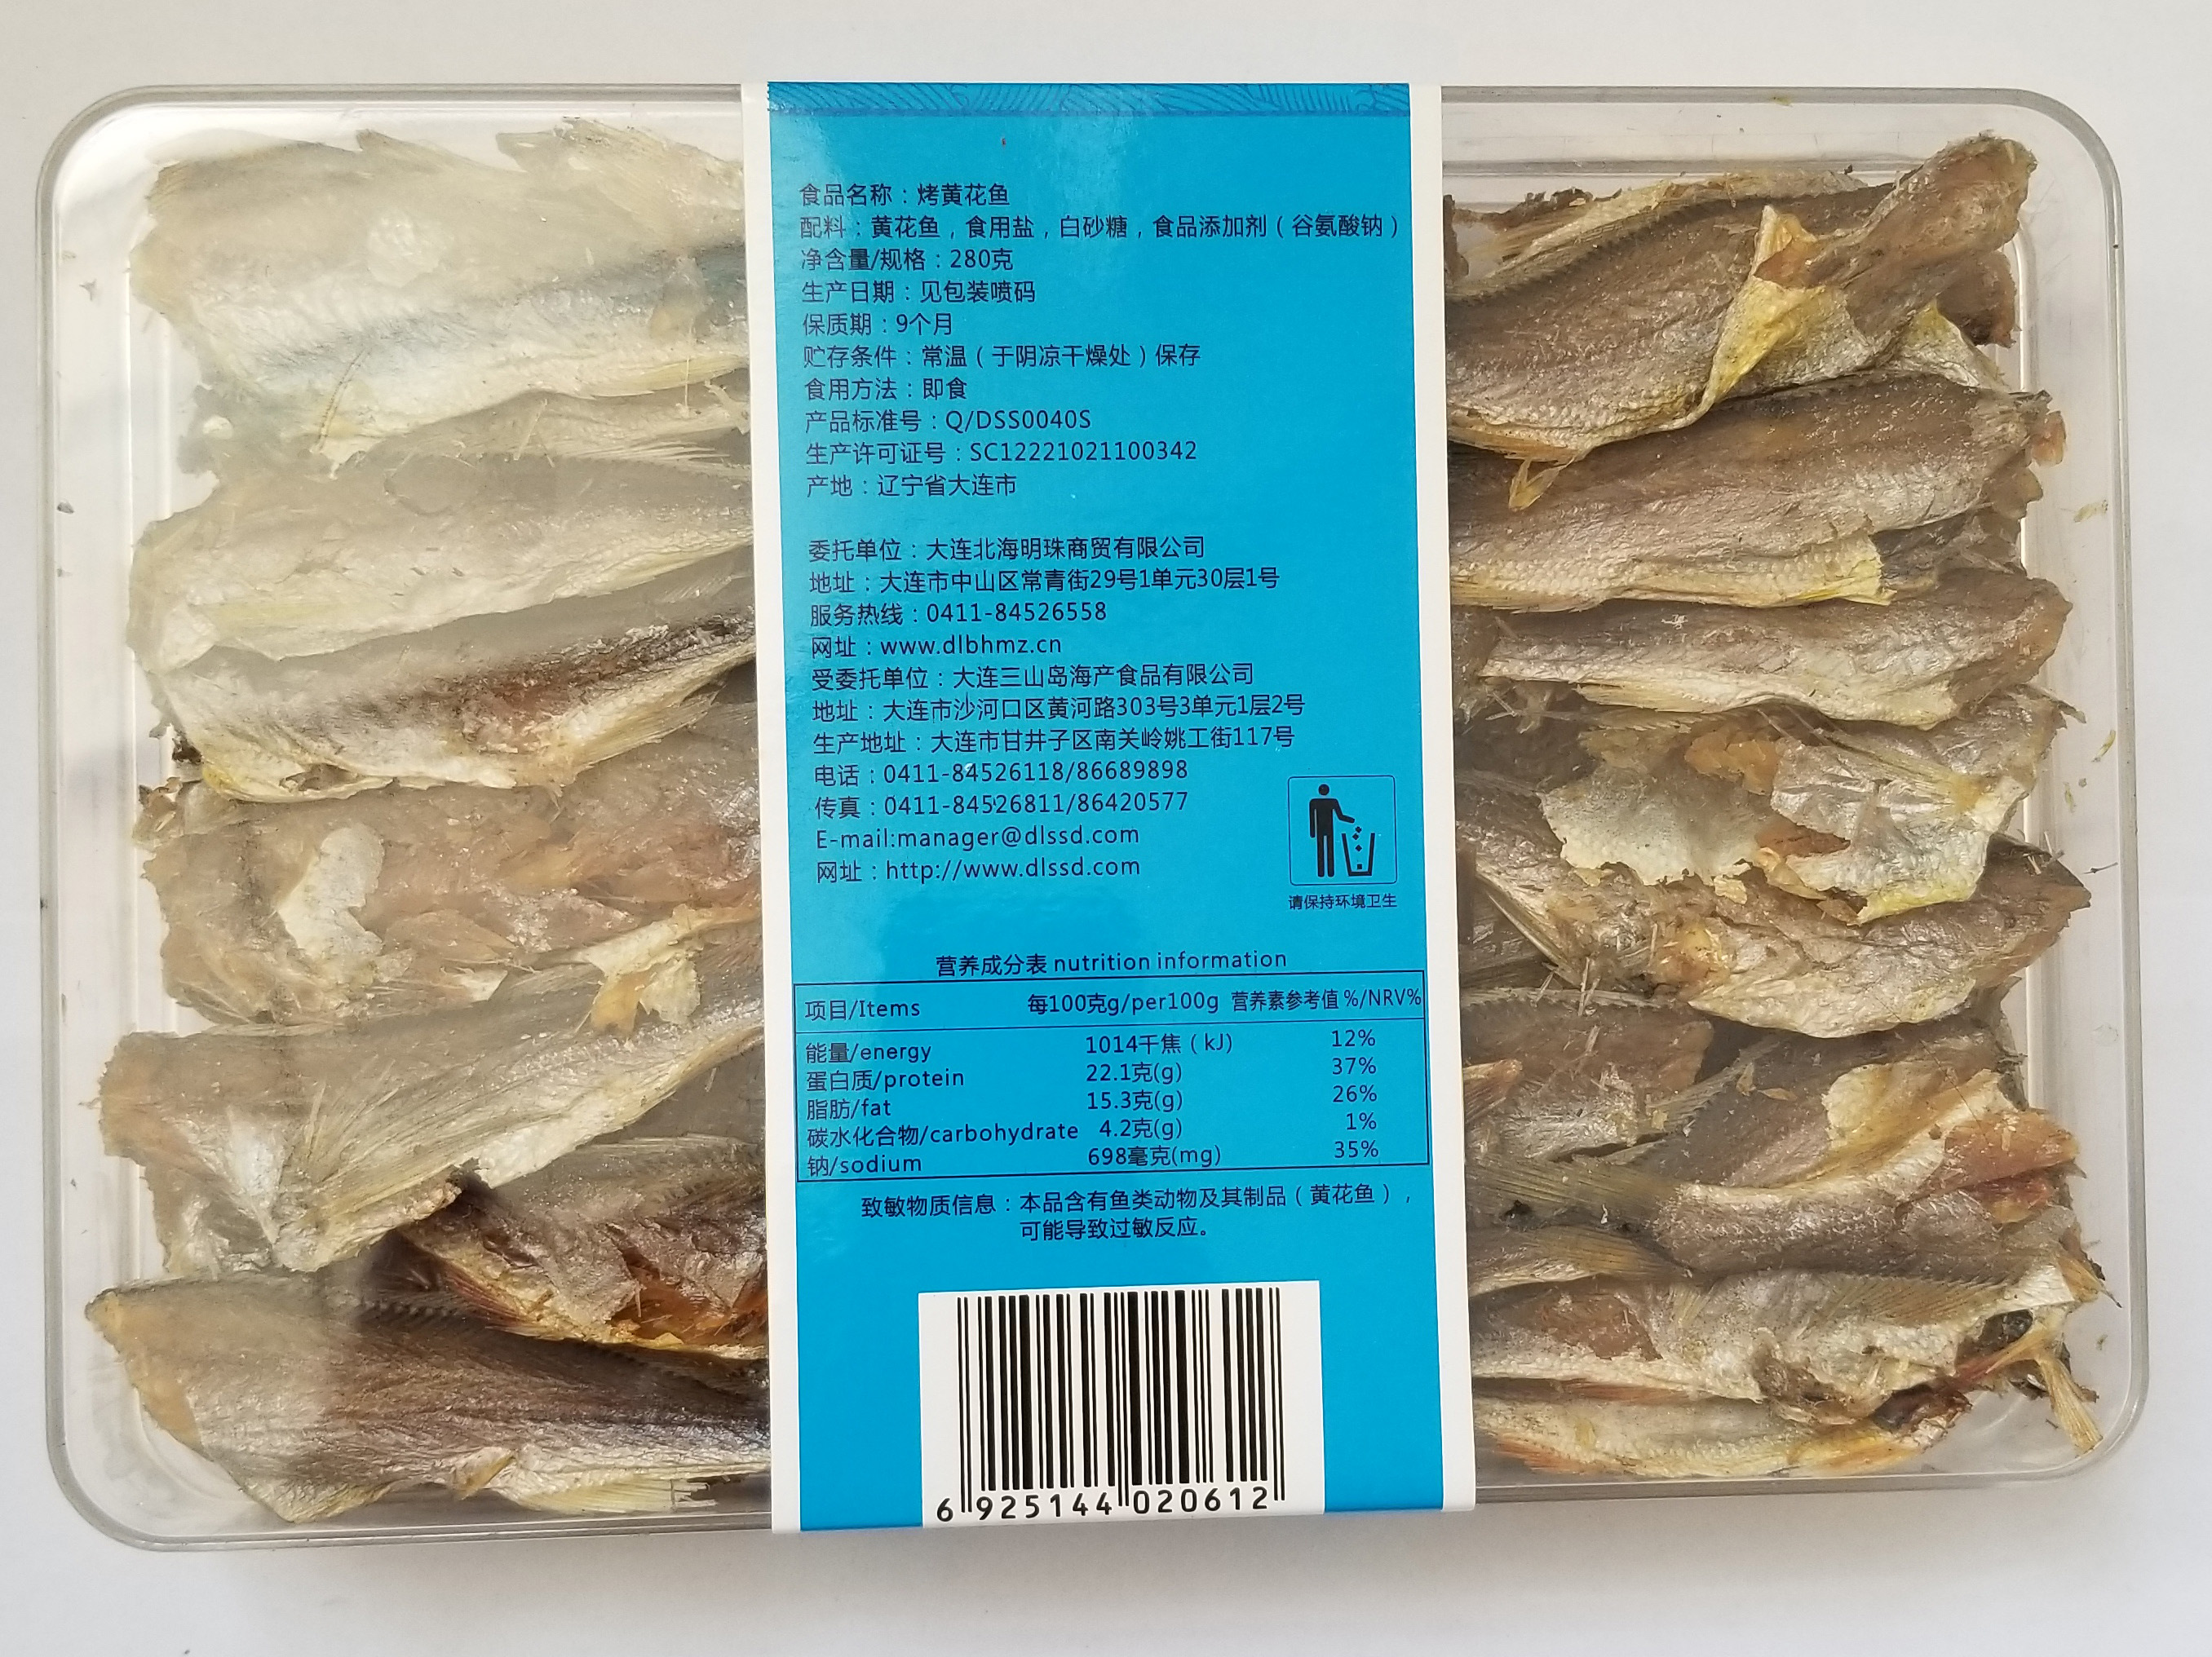 食品名称：烤黄花鱼
配料：黄花鱼，食用盐，白砂糖，食品添加剂（谷氨酸钠）
净含量/规格：280克
生产日期：见包装喷码
保质期：9个月
贮存条件：常温（于阴凉干燥处）保存
食用方法：即食
产品标准号：Q/DSS0040S
生产许可证号：SC12221021100342
产地：辽宁省大连市
委托单位：大连北海明珠商贸有限公司
地址：大连市中山区常青街29号1单元30层1号
服务热线：0411-84526558
网址：www.dlbhmz.cn
受委托单位：大连三山岛海产食品有限公司
地址：大连市沙河口区黄河路303号3单元1层2号
生产地址：大连市甘井子区南关岭姚工街117号
电话：0411-84526118/86689898
传真：0411-84526811/86420577
E-mail:manager@dlssd.com
网址：http://www.dlssd.com
请保持环境卫生
营养成分表 nutrition information
项目/Items 每100克g/per100g 营养素参考值%/NRV%
能量/energy 1014千焦（kJ） 12%
蛋白质/protein 22.1克(g) 37%
脂肪/fat 15.3克(g) 26%
碳水化合物/carbohydrate 4.2克(g) 1%
钠/sodium 698毫克(mg) 35%
致敏物质信息：本品含有鱼类动物及其制品（黄花鱼），
可能导致过敏反应。
6 925144 020612